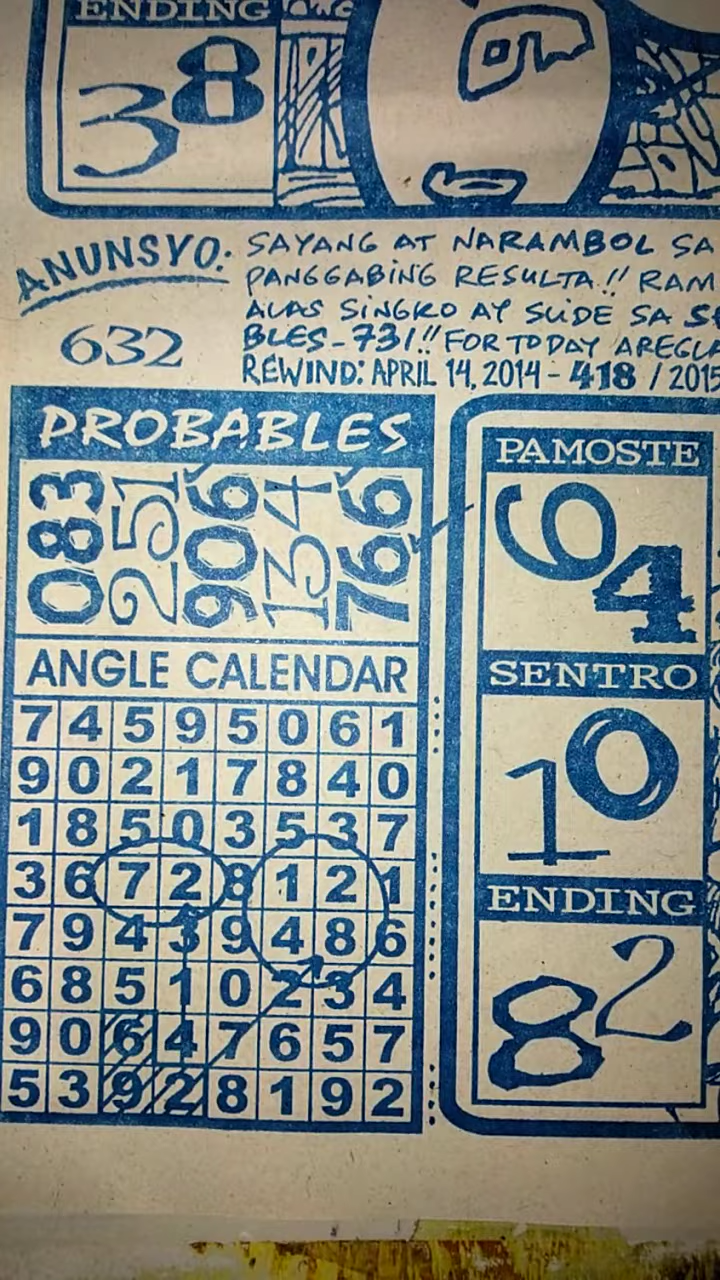 ENDING
38
ANUNSYO:
SAYANG AT NARAMBOL SA
PANGGABING RESULTA!! RAM
ALAS SINGKO AY SLIDE SA
BLES-731!! FOR TODAY
REWIND: APRIL 14, 2014 - 418 / 2015
632
PROBABLES
083
251
906
134
766
ANGLE CALENDAR
7 4 5 9 5 0 6 1
9 0 2 1 7 8 4 0
1 8 5 0 3 5 3 7
3 6 7 2 8 1 2 1
7 9 4 3 9 4 8 6
6 8 5 1 0 2 3 4
9 0 6 4 7 6 5 7
5 3 9 2 8 1 9 2
PAMOSTE
64
SENTRO
10
ENDING
82